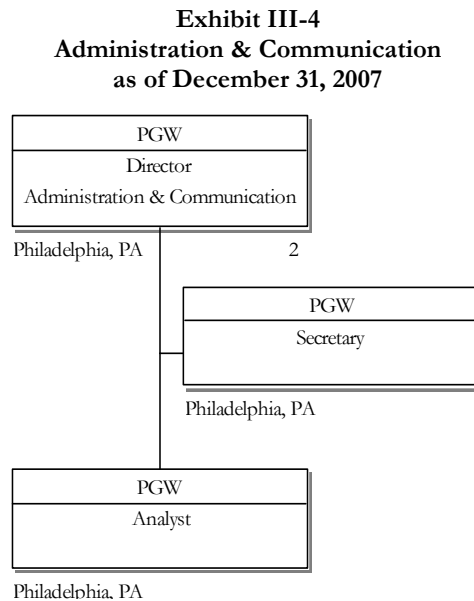 Exhibit III-4
Administration & Communication
as of December 31, 2007
PGW
Director
Administration & Communication
Philadelphia, PA 2
PGW
Secretary
Philadelphia, PA
PGW
Analyst
Philadelphia, PA